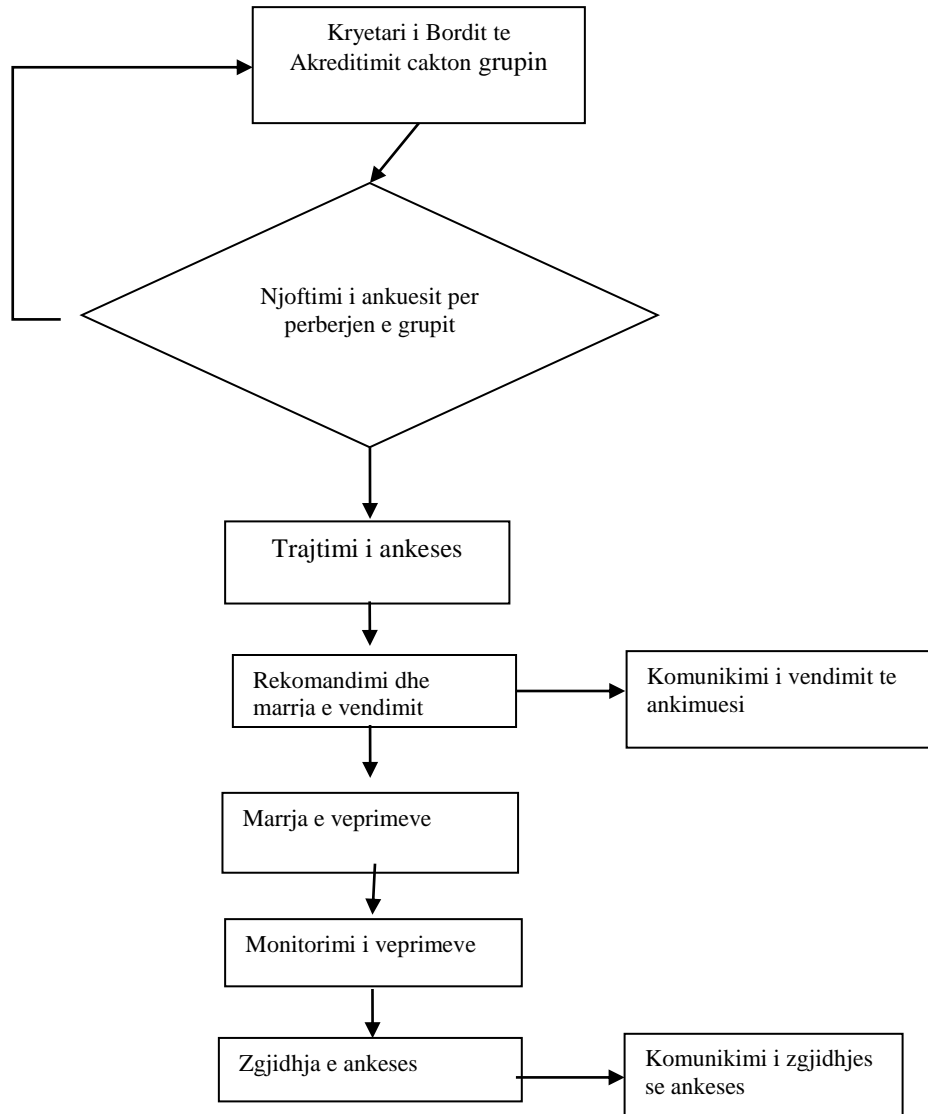 Kryetari i Bordit te
Akreditimit cakton grupin
Njoftimi i ankuesit per
perberjen e grupit
Trajtimi i ankeses
Rekomandimi dhe
marrja e vendimit
Komunikimi i vendimit te
ankimuesi
Marrja e veprimeve
Monitorimi i veprimeve
Zgjidhja e ankeses
Komunikimi i zgjidhjes
se ankeses